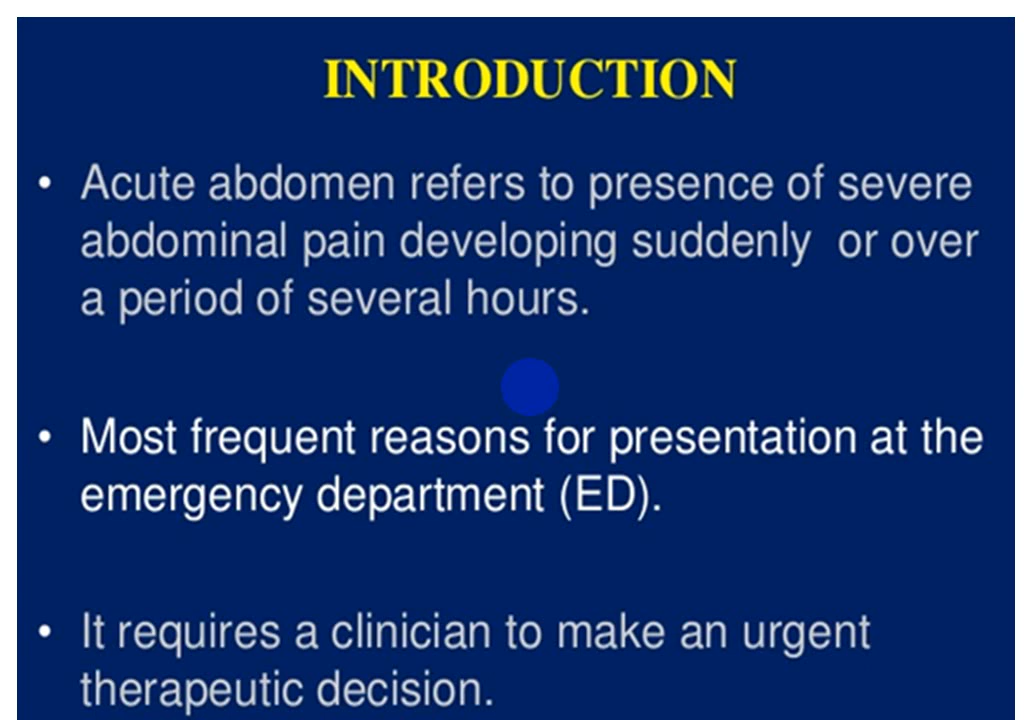 INTRODUCTION
• Acute abdomen refers to presence of severe
abdominal pain developing suddenly or over
a period of several hours.
• Most frequent reasons for presentation at the
emergency department (ED).
• It requires a clinician to make an urgent
therapeutic decision.